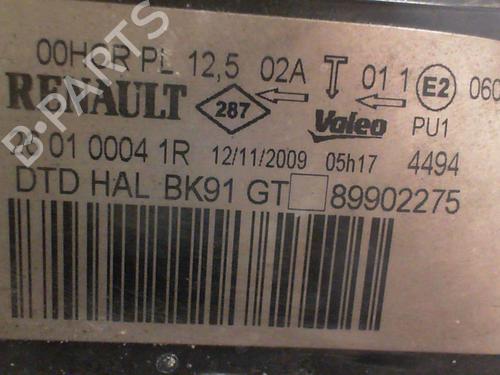 00HCR PL 12,5 02A T 01 1 E2 060
RENAULT 287 Valeo PU1
01 0004 1R 12/11/2009 05h17 4494
DTD HAL BK91 GT 89902275
B-PARTS